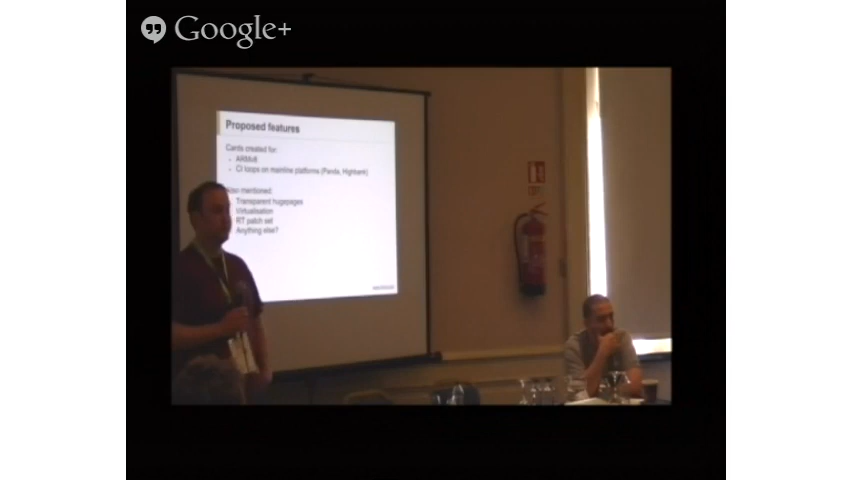 Google+
Proposed features
Cards created for:
ARMv8
CI loops on mainline platforms (Panda, Highbank)
Also mentioned:
Transparent hugepages
Virtualisation
RT patch set
Anything else?